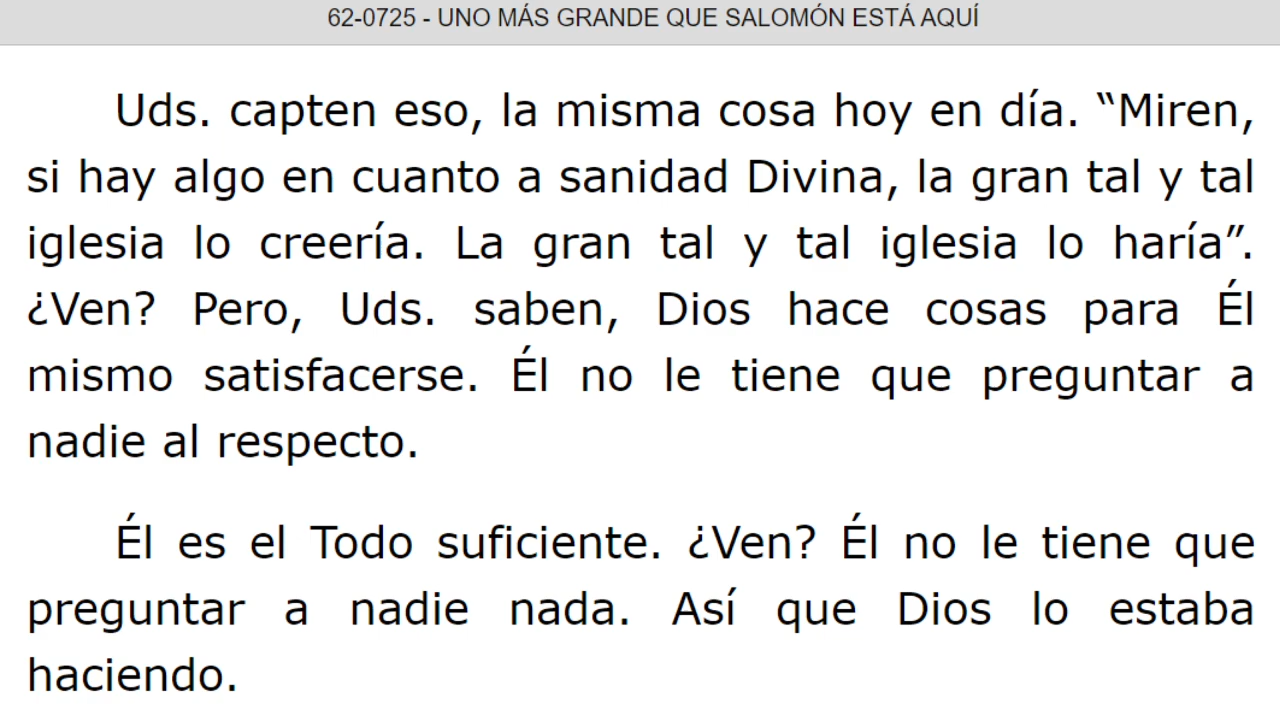 62-0725 - UNO MÁS GRANDE QUE SALOMÓN ESTÁ AQUÍ
Uds. capten eso, la misma cosa hoy en día. “Miren,
si hay algo en cuanto a sanidad Divina, la gran tal y tal
iglesia lo creería. La gran tal y tal iglesia lo haría”.
¿Ven? Pero, Uds. saben, Dios hace cosas para Él
mismo satisfacerse. Él no le tiene que preguntar a
nadie al respecto.
Él es el Todo suficiente. ¿Ven? Él no le tiene que
preguntar a nadie nada. Así que Dios lo estaba
haciendo.